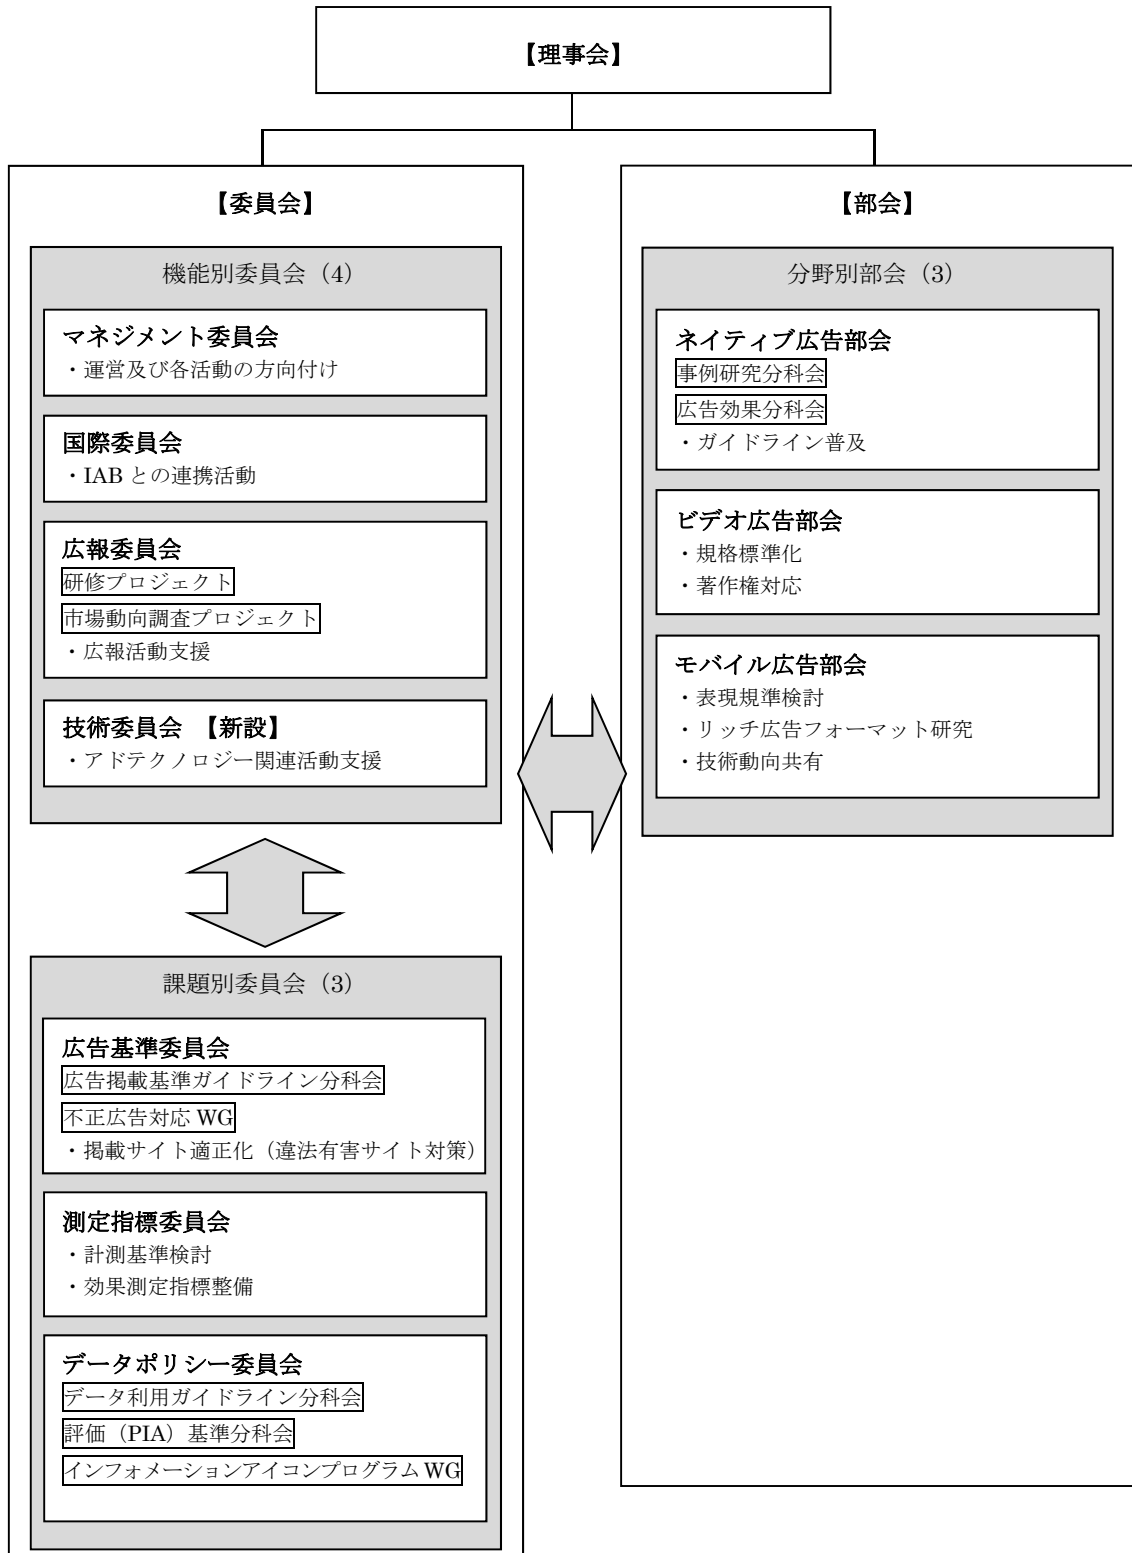 【理事会】
【委員会】
機能別委員会（4）
マネジメント委員会
・運営及び各活動の方向付け
国際委員会
・IAB との連携活動
広報委員会
研修プロジェクト
市場動向調査プロジェクト
・広報活動支援
技術委員会 【新設】
・アドテクノロジー関連活動支援
課題別委員会（3）
広告基準委員会
広告掲載基準ガイドライン分科会
不正広告対応 WG
・掲載サイト適正化（違法有害サイト対策）
測定指標委員会
・計測基準検討
・効果測定指標整備
データポリシー委員会
データ利用ガイドライン分科会
評価（PIA）基準分科会
インフォメーションアイコンプログラム WG
【部会】
分野別部会（3）
ネイティブ広告部会
事例研究分科会
広告効果分科会
・ガイドライン普及
ビデオ広告部会
・規格標準化
・著作権対応
モバイル広告部会
・表現規準検討
・リッチ広告フォーマット研究
・技術動向共有